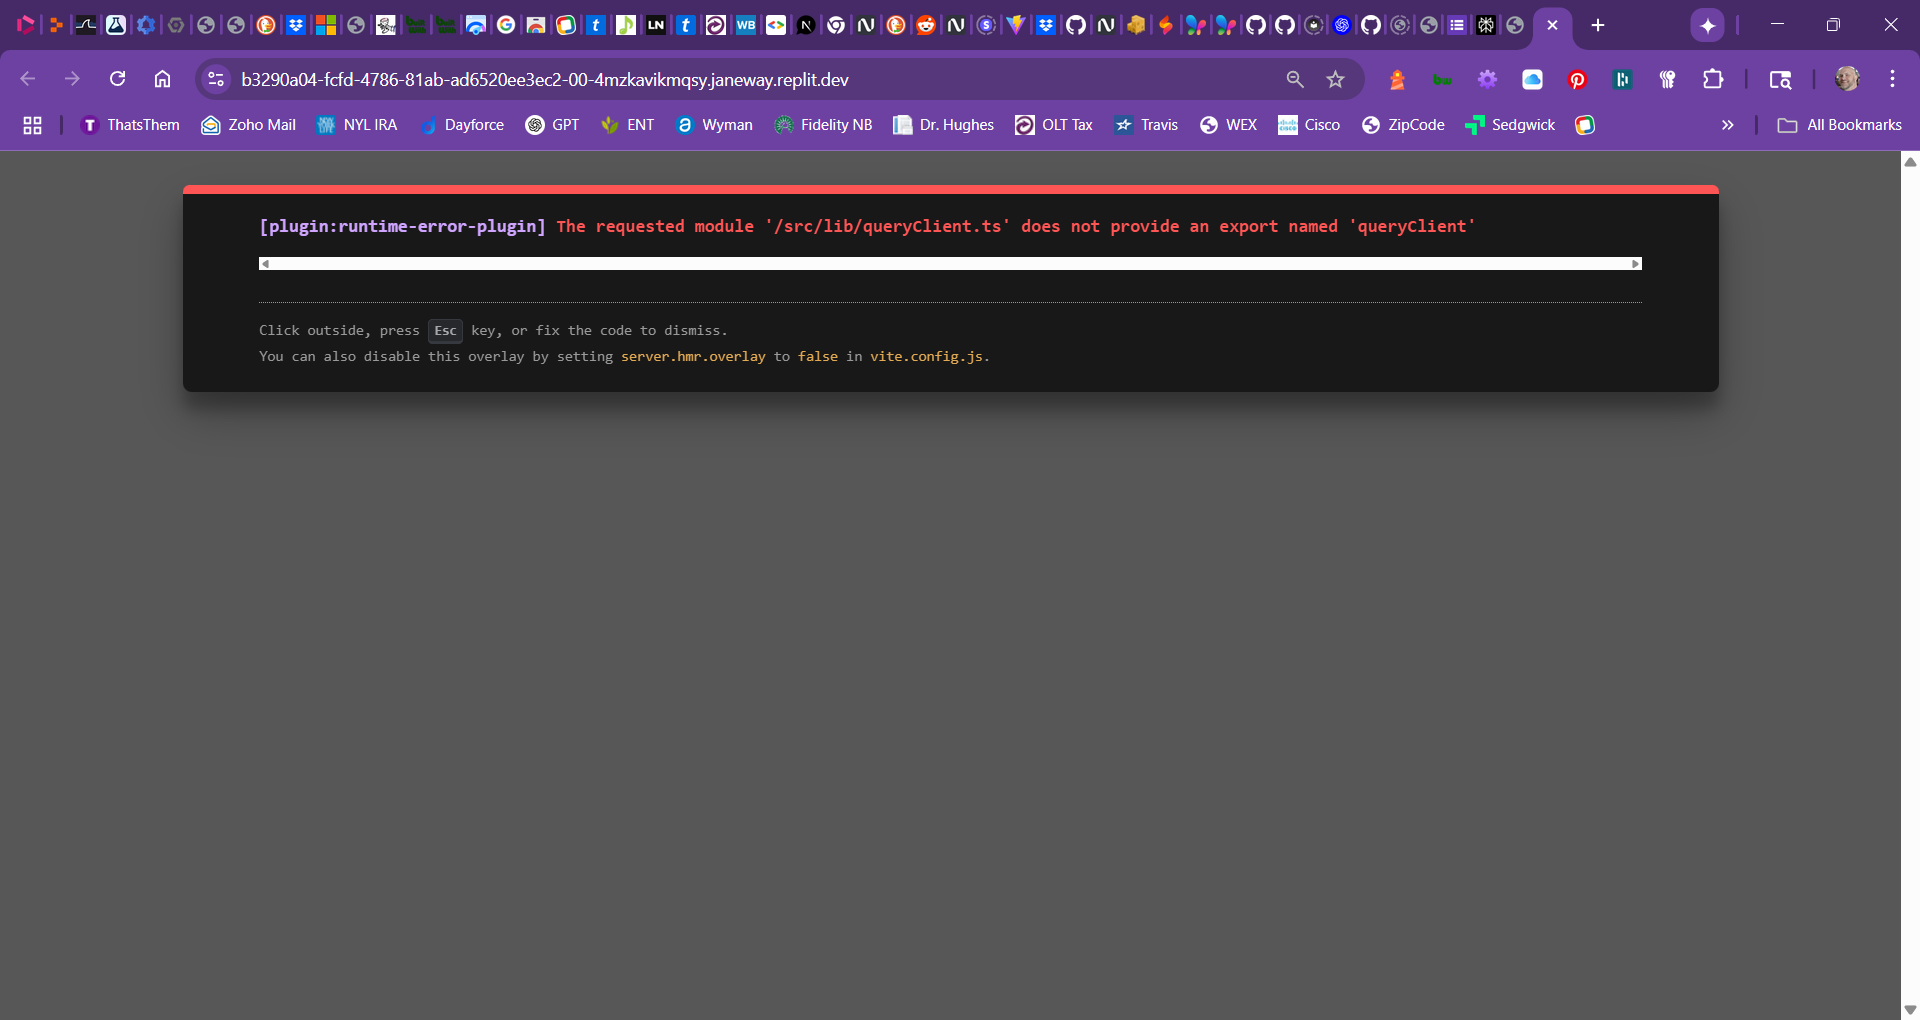 b3290a04-fcfd-4786-81ab-ad6520ee3ec2-00-4mzkavikmqsy.janeway.replit.dev
ThatsThem Zoho Mail NYL IRA Dayforce GPT ENT Wyman Fidelity NB Dr. Hughes OLT Tax Travis WEX Cisco ZipCode Sedgwick » All Bookmarks
[plugin:runtime-error-plugin] The requested module '/src/lib/queryClient.ts' does not provide an export named 'queryClient'
Click outside, press Esc key, or fix the code to dismiss.
You can also disable this overlay by setting server.hmr.overlay to false in vite.config.js.